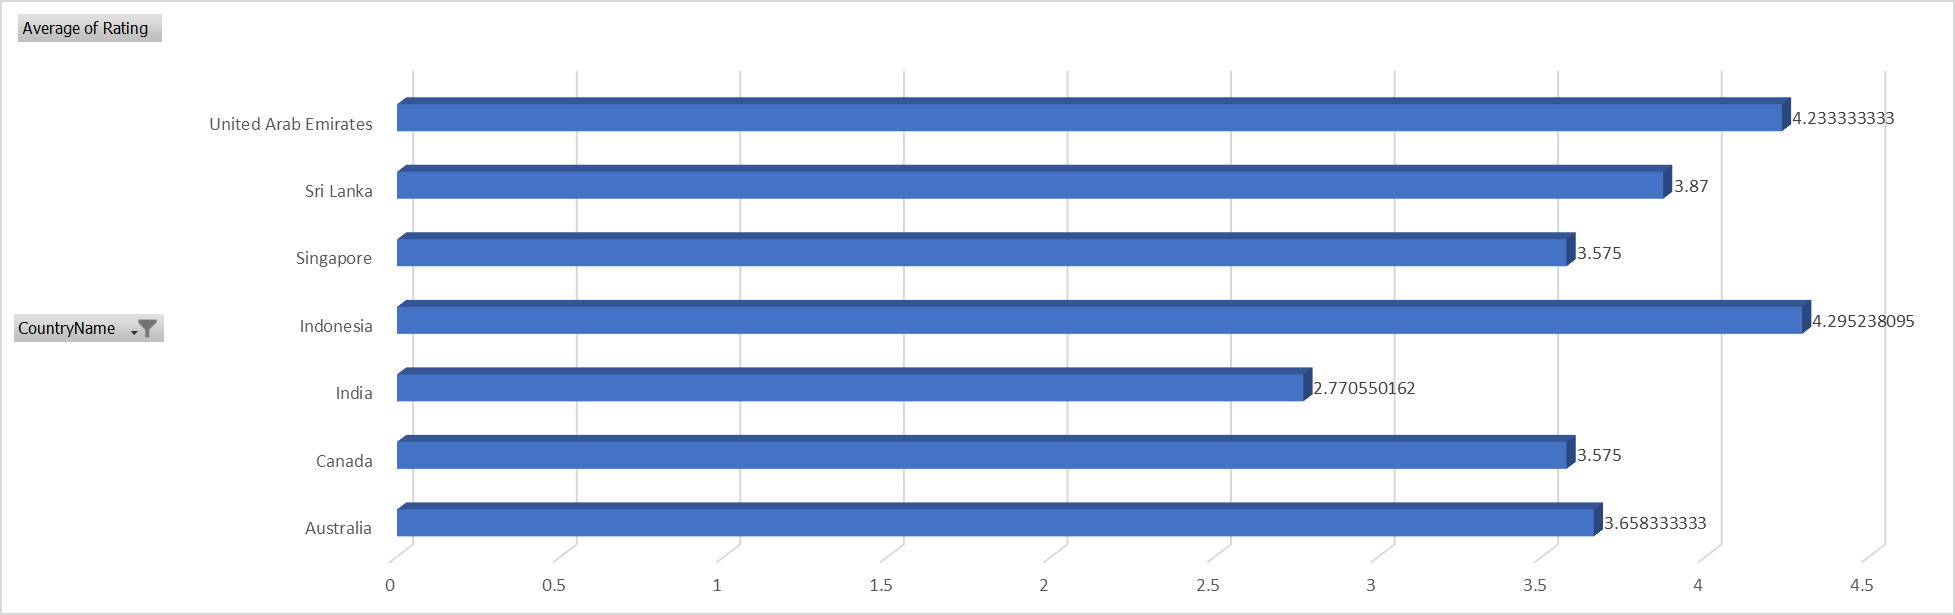 Average of Rating
United Arab Emirates 4.233333333
Sri Lanka 3.87
Singapore 3.575
CountryName
Indonesia 4.295238095
India 2.770550162
Canada 3.575
Australia 3.658333333
0 0.5 1 1.5 2 2.5 3 3.5 4 4.5